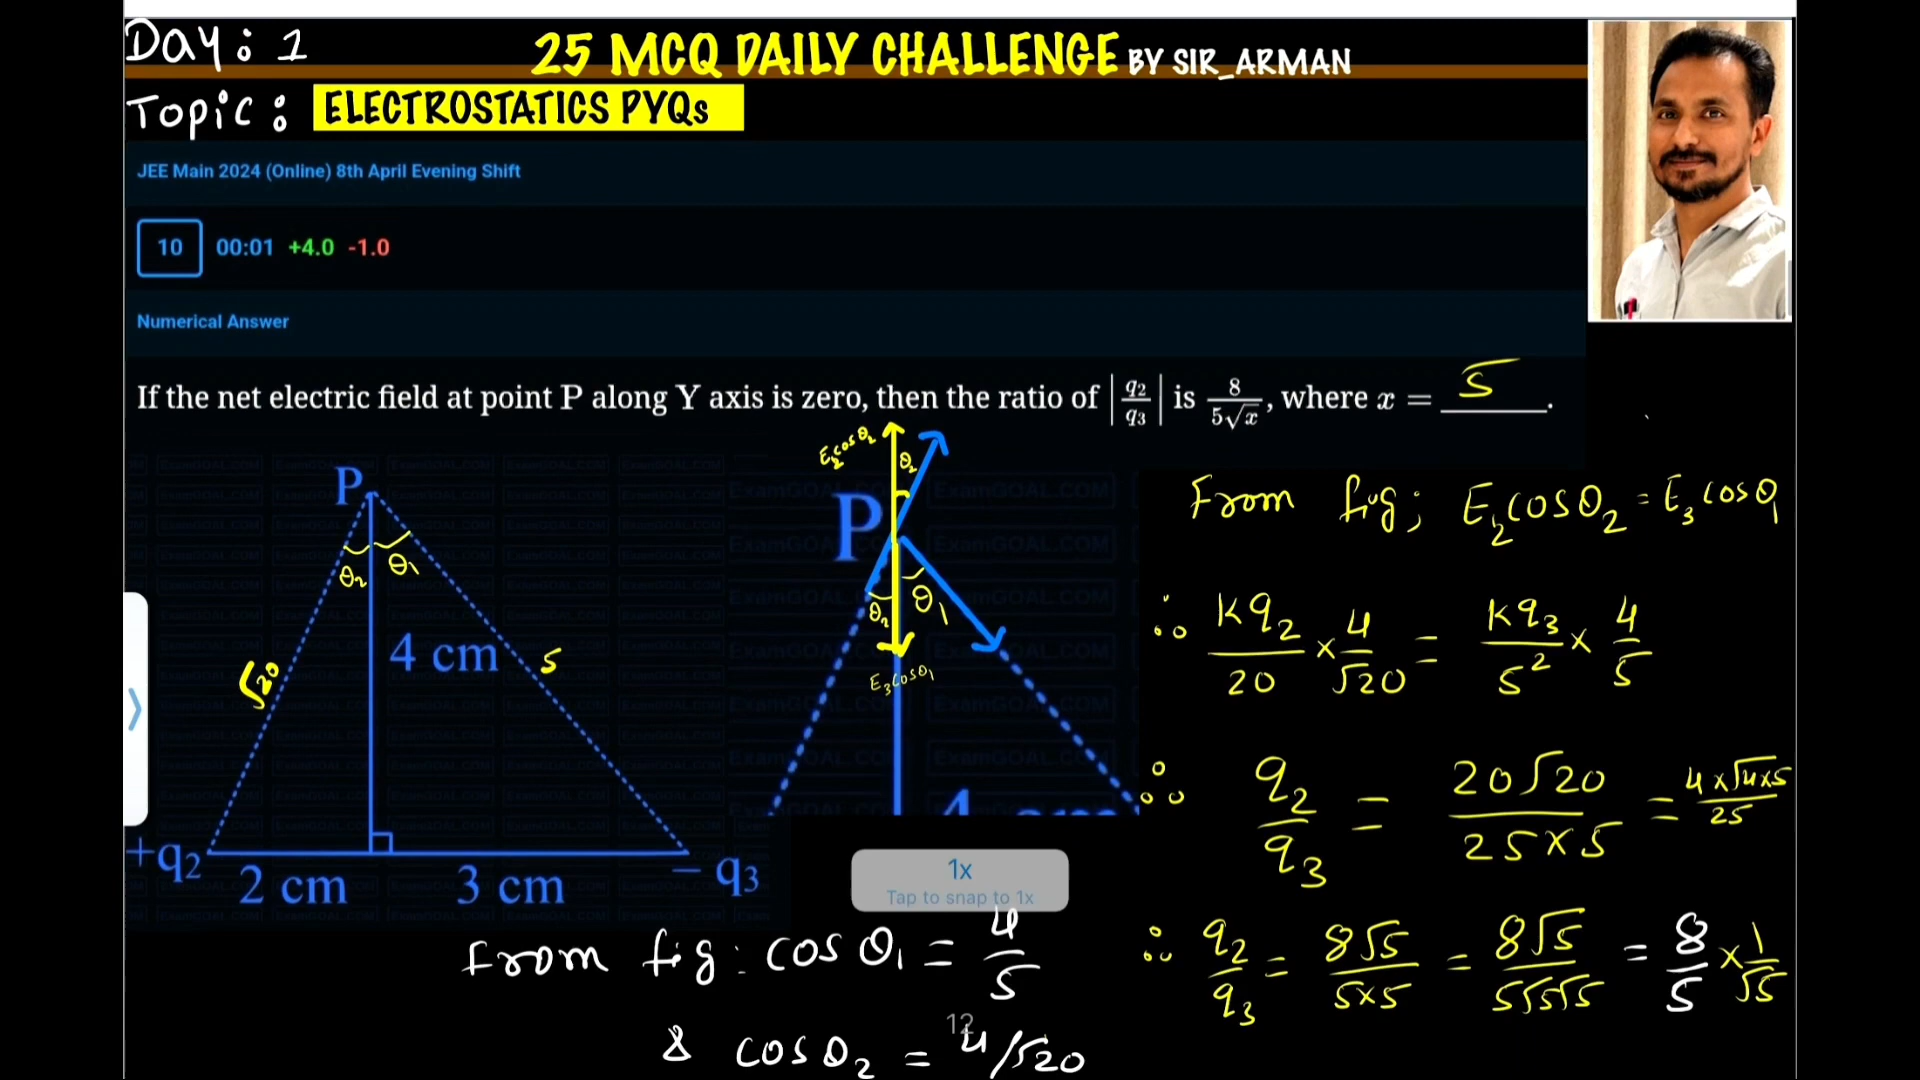 Day: 1
25 MCQ DAILY CHALLENGE BY SIR_ARMAN
Topic: ELECTROSTATICS PYQs
JEE Main 2024 (Online) 8th April Evening Shift
10 00:01 +4.0 -1.0
Numerical Answer
If the net electric field at point P along Y axis is zero, then the ratio of |q₂/q₃| is 8/(5√x), where x = 5.
P
θ₂ θ₁
√20
4 cm
5
+q₂
2 cm
3 cm
− q₃
E₂cosθ₂
θ₂
P
θ₂ θ₁
E₃cosθ₁
1x
Tap to snap to 1x
From fig: cosθ₁ = 4/5
12
& cosθ₂ = 4/√20
From fig; E₂cosθ₂ = E₃cosθ₁
∴ Kq₂/20 × 4/√20 = Kq₃/5² × 4/5
∴ q₂/q₃ = 20√20/25×5 = 4×√4×5/25
∴ q₂/q₃ = 8√5/5×5 = 8√5/5√5√5 = 8/5 × 1/√5